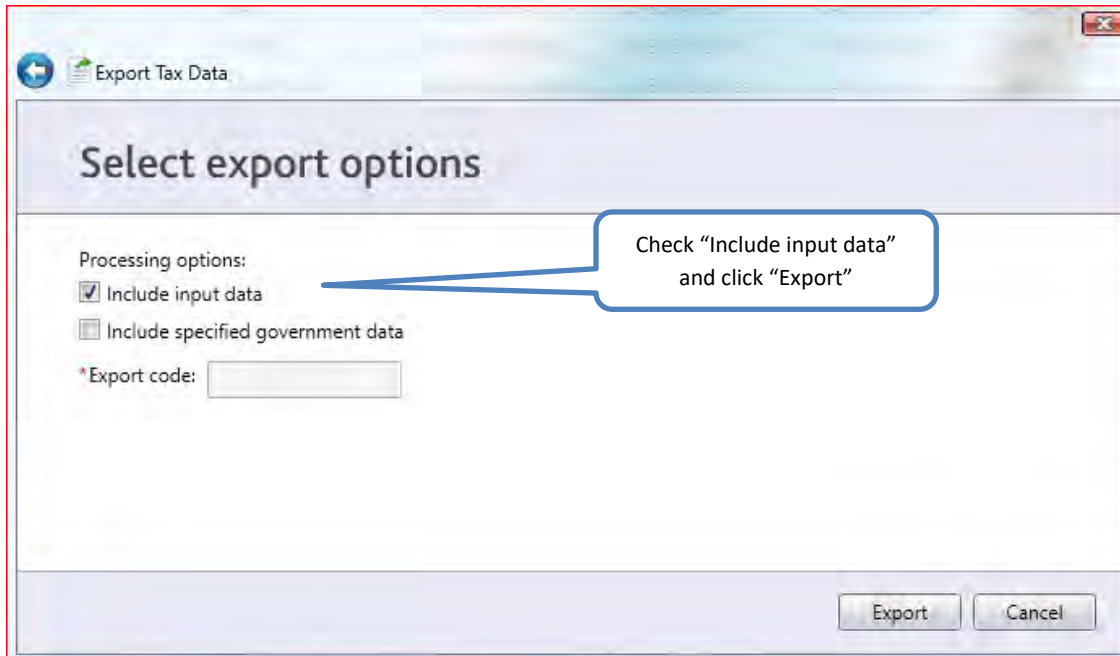 Export Tax Data
Select export options
Check “Include input data”
and click “Export”
Processing options:
Include input data
Include specified government data
*Export code:
Export
Cancel